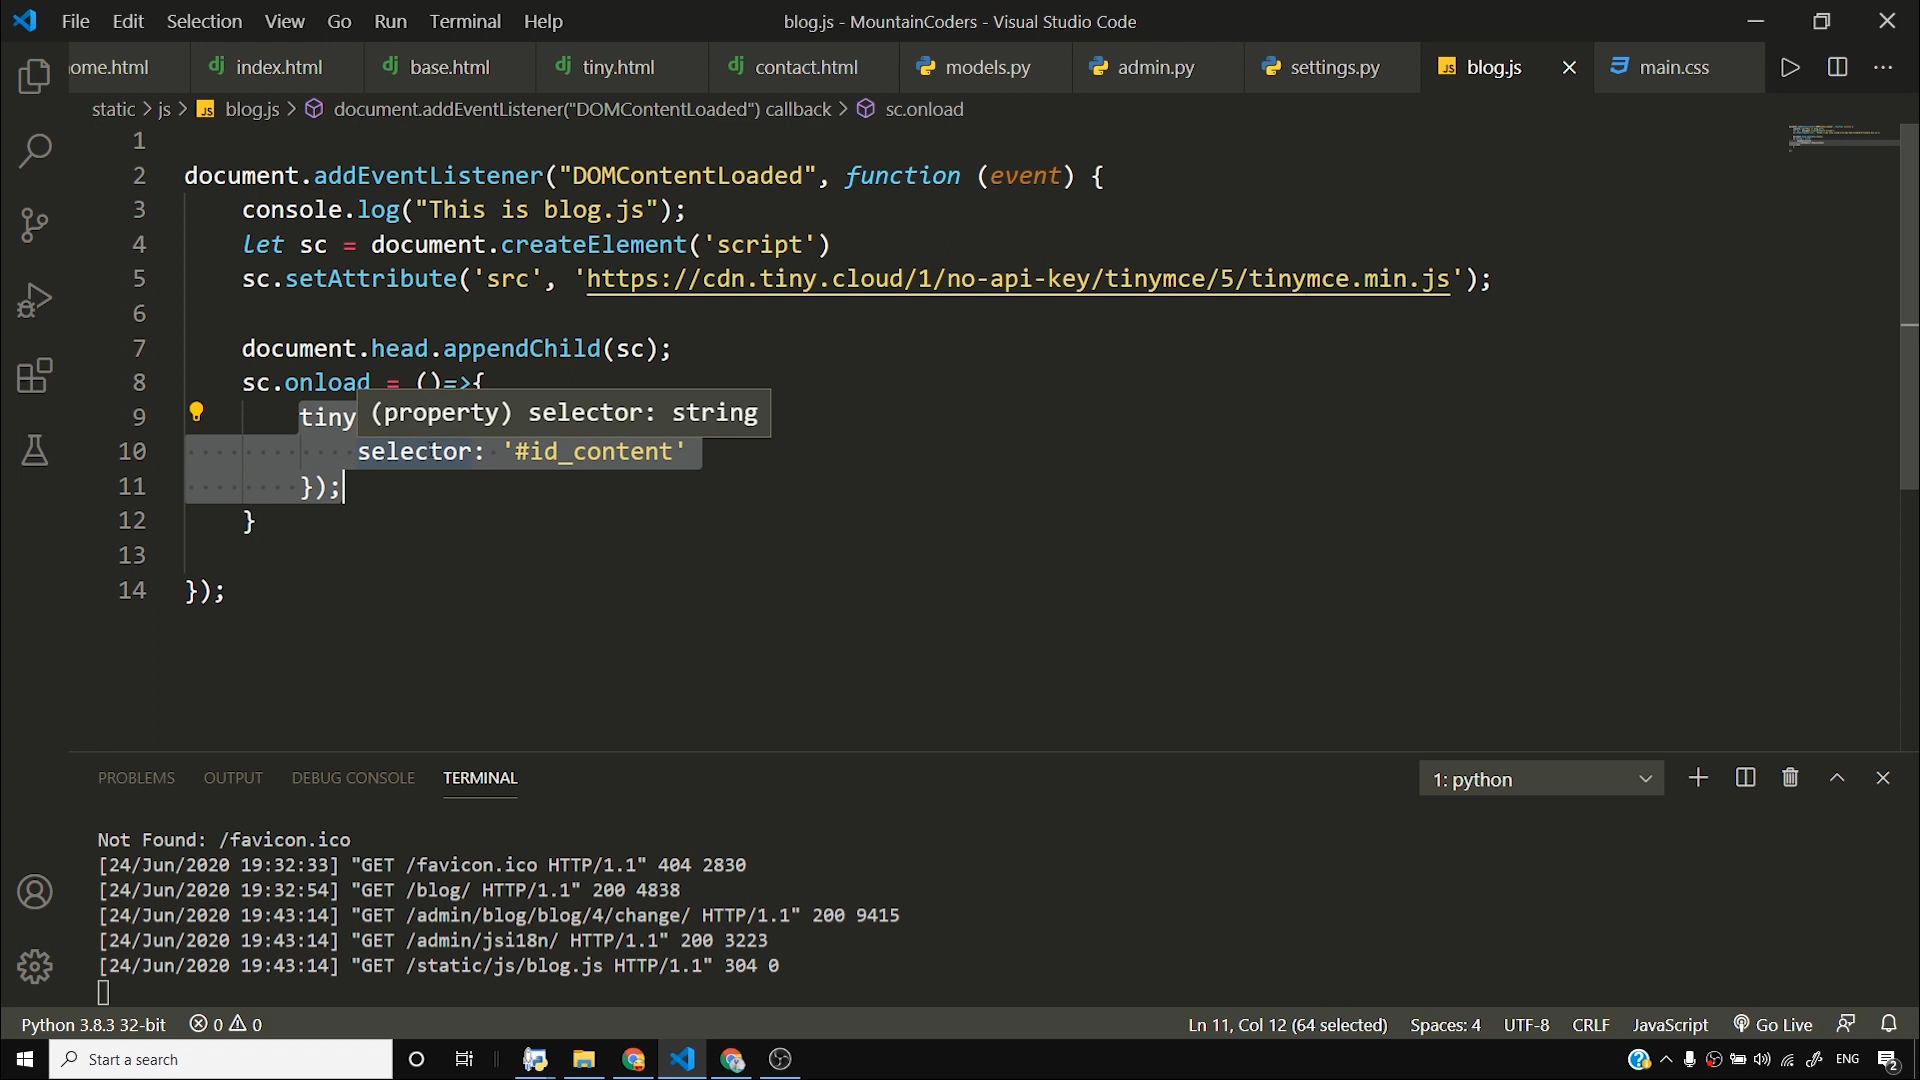 File Edit Selection View Go Run Terminal Help
blog.js - MountainCoders - Visual Studio Code
ome.html index.html base.html tiny.html contact.html models.py admin.py settings.py blog.js main.css
static > js > JS blog.js > document.addEventListener("DOMContentLoaded") callback > sc.onload
1
2 document.addEventListener("DOMContentLoaded", function (event) {
3 console.log("This is blog.js");
4 let sc = document.createElement('script')
5 sc.setAttribute('src', 'https://cdn.tiny.cloud/1/no-api-key/tinymce/5/tinymce.min.js');
6
7 document.head.appendChild(sc);
8 sc.onload = ()=>{
9 tiny
(property) selector: string
10 selector: '#id_content'
11 });
12 }
13
14 });
PROBLEMS OUTPUT DEBUG CONSOLE TERMINAL
1: python
Not Found: /favicon.ico
[24/Jun/2020 19:32:33] "GET /favicon.ico HTTP/1.1" 404 2830
[24/Jun/2020 19:32:54] "GET /blog/ HTTP/1.1" 200 4838
[24/Jun/2020 19:43:14] "GET /admin/blog/blog/4/change/ HTTP/1.1" 200 9415
[24/Jun/2020 19:43:14] "GET /admin/jsi18n/ HTTP/1.1" 200 3223
[24/Jun/2020 19:43:14] "GET /static/js/blog.js HTTP/1.1" 304 0
Python 3.8.3 32-bit 0 0 Ln 11, Col 12 (64 selected) Spaces: 4 UTF-8 CRLF JavaScript Go Live
Start a search
ENG 2